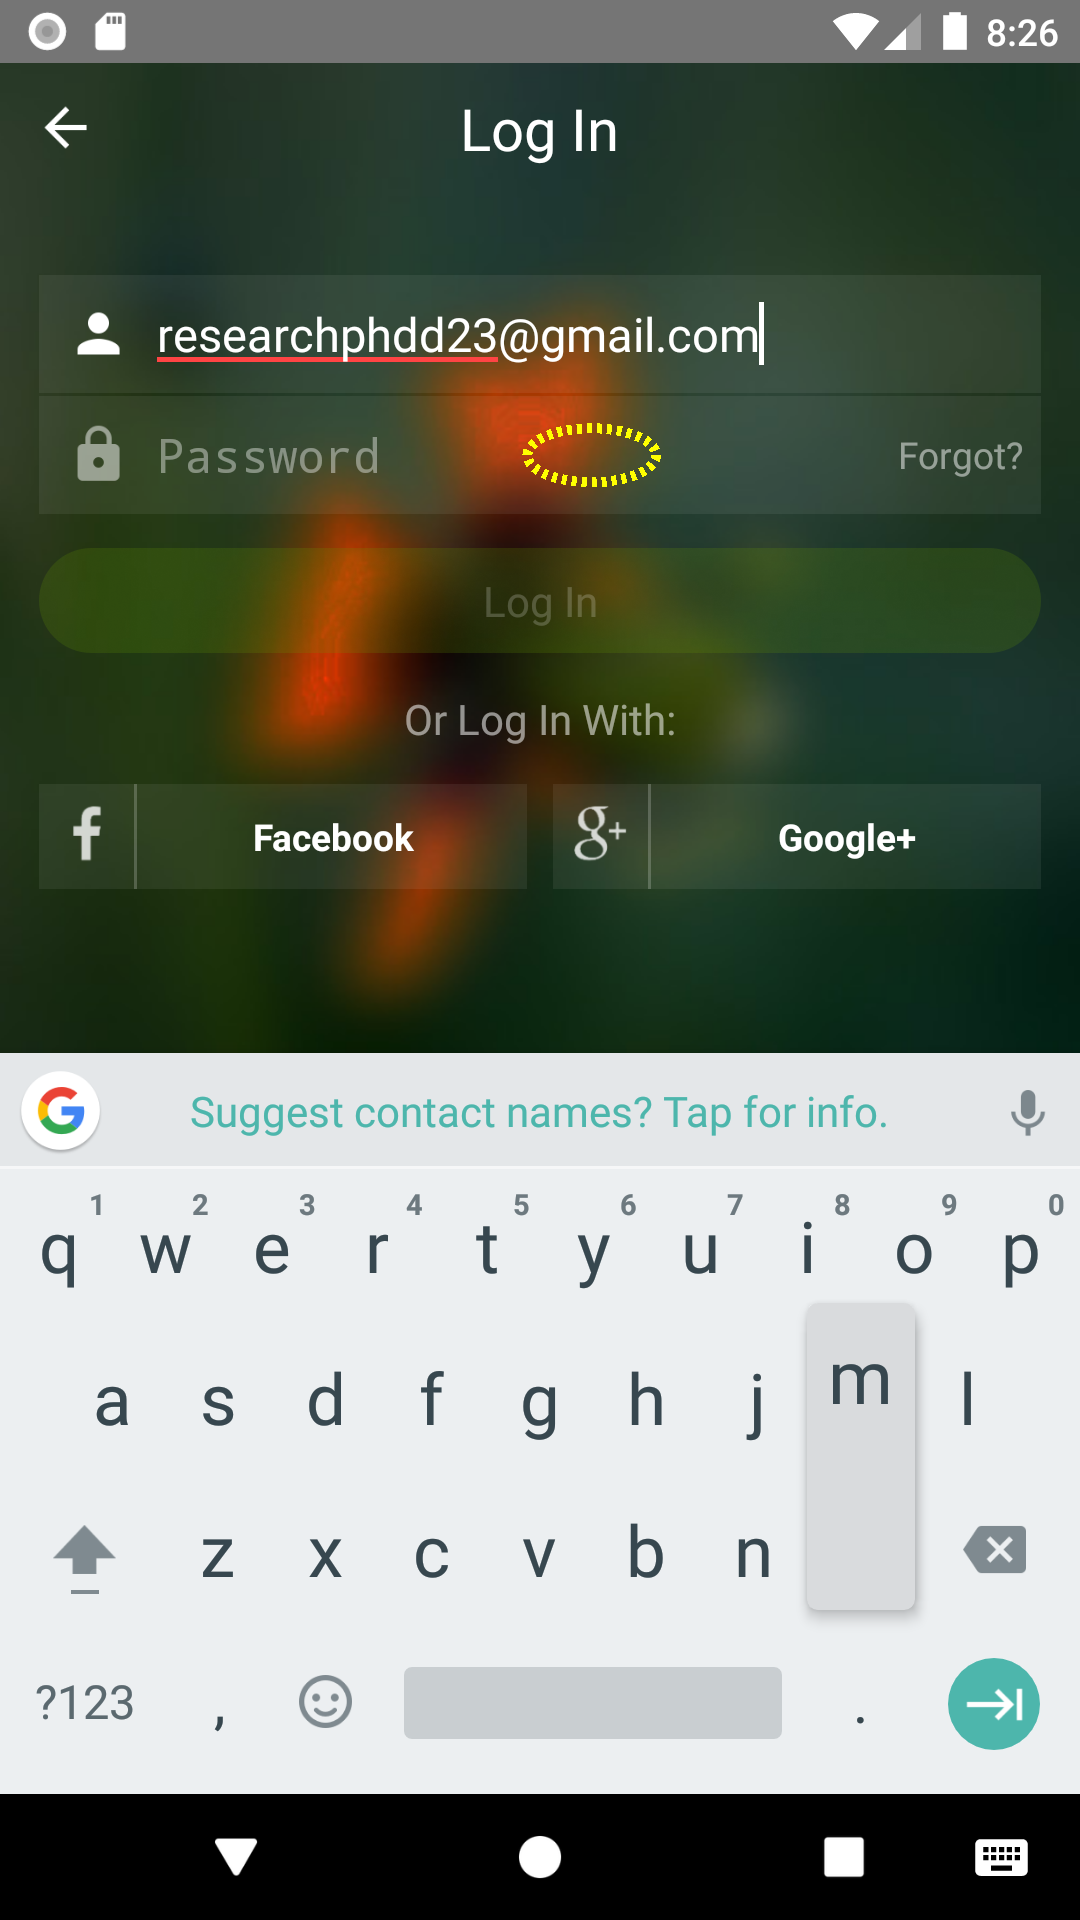 8:26
Log In
researchphdd23@gmail.com
Password
Forgot?
Log In
Or Log In With:
f Facebook
g+ Google+
G Suggest contact names? Tap for info.
1 2 3 4 5 6 7 8 9 0
q w e r t y u i o p
a s d f g h j m l
z x c v b n
?123 , .